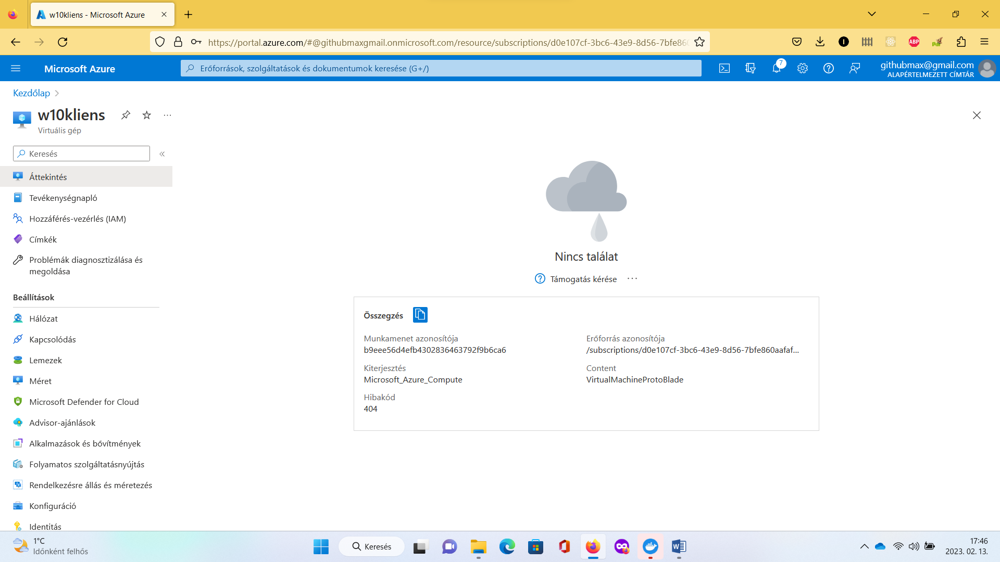 w10kliens - Microsoft Azure
https://portal.azure.com/#@githubmaxgmail.onmicrosoft.com/resource/subscriptions/d0e107cf-3bc6-43e9-8d56-7bfe860
ABP
Microsoft Azure
Erőforrások, szolgáltatások és dokumentumok keresése (G+/)
7
githubmax@gmail.com
ALAPÉRTELMEZETT CÍMTÁR
Kezdőlap
w10kliens
Virtuális gép
Keresés
Áttekintés
Tevékenységnapló
Hozzáférés-vezérlés (IAM)
Címkék
Problémák diagnosztizálása és
megoldása
Beállítások
Hálózat
Kapcsolódás
Lemezek
Méret
Microsoft Defender for Cloud
Advisor-ajánlások
Alkalmazások és bővítmények
Folyamatos szolgáltatásnyújtás
Rendelkezésre állás és méretezés
Konfiguráció
Identitás
Nincs találat
Támogatás kérése
Összegzés
Munkamenet azonosítója
b9eee56d4efb4302836463792f9b6ca6
Erőforrás azonosítója
/subscriptions/d0e107cf-3bc6-43e9-8d56-7bfe860aafaf...
Kiterjesztés
Microsoft_Azure_Compute
Content
VirtualMachineProtoBlade
Hibakód
404
1°C
Időnként felhős
Keresés
17:46
2023. 02. 13.